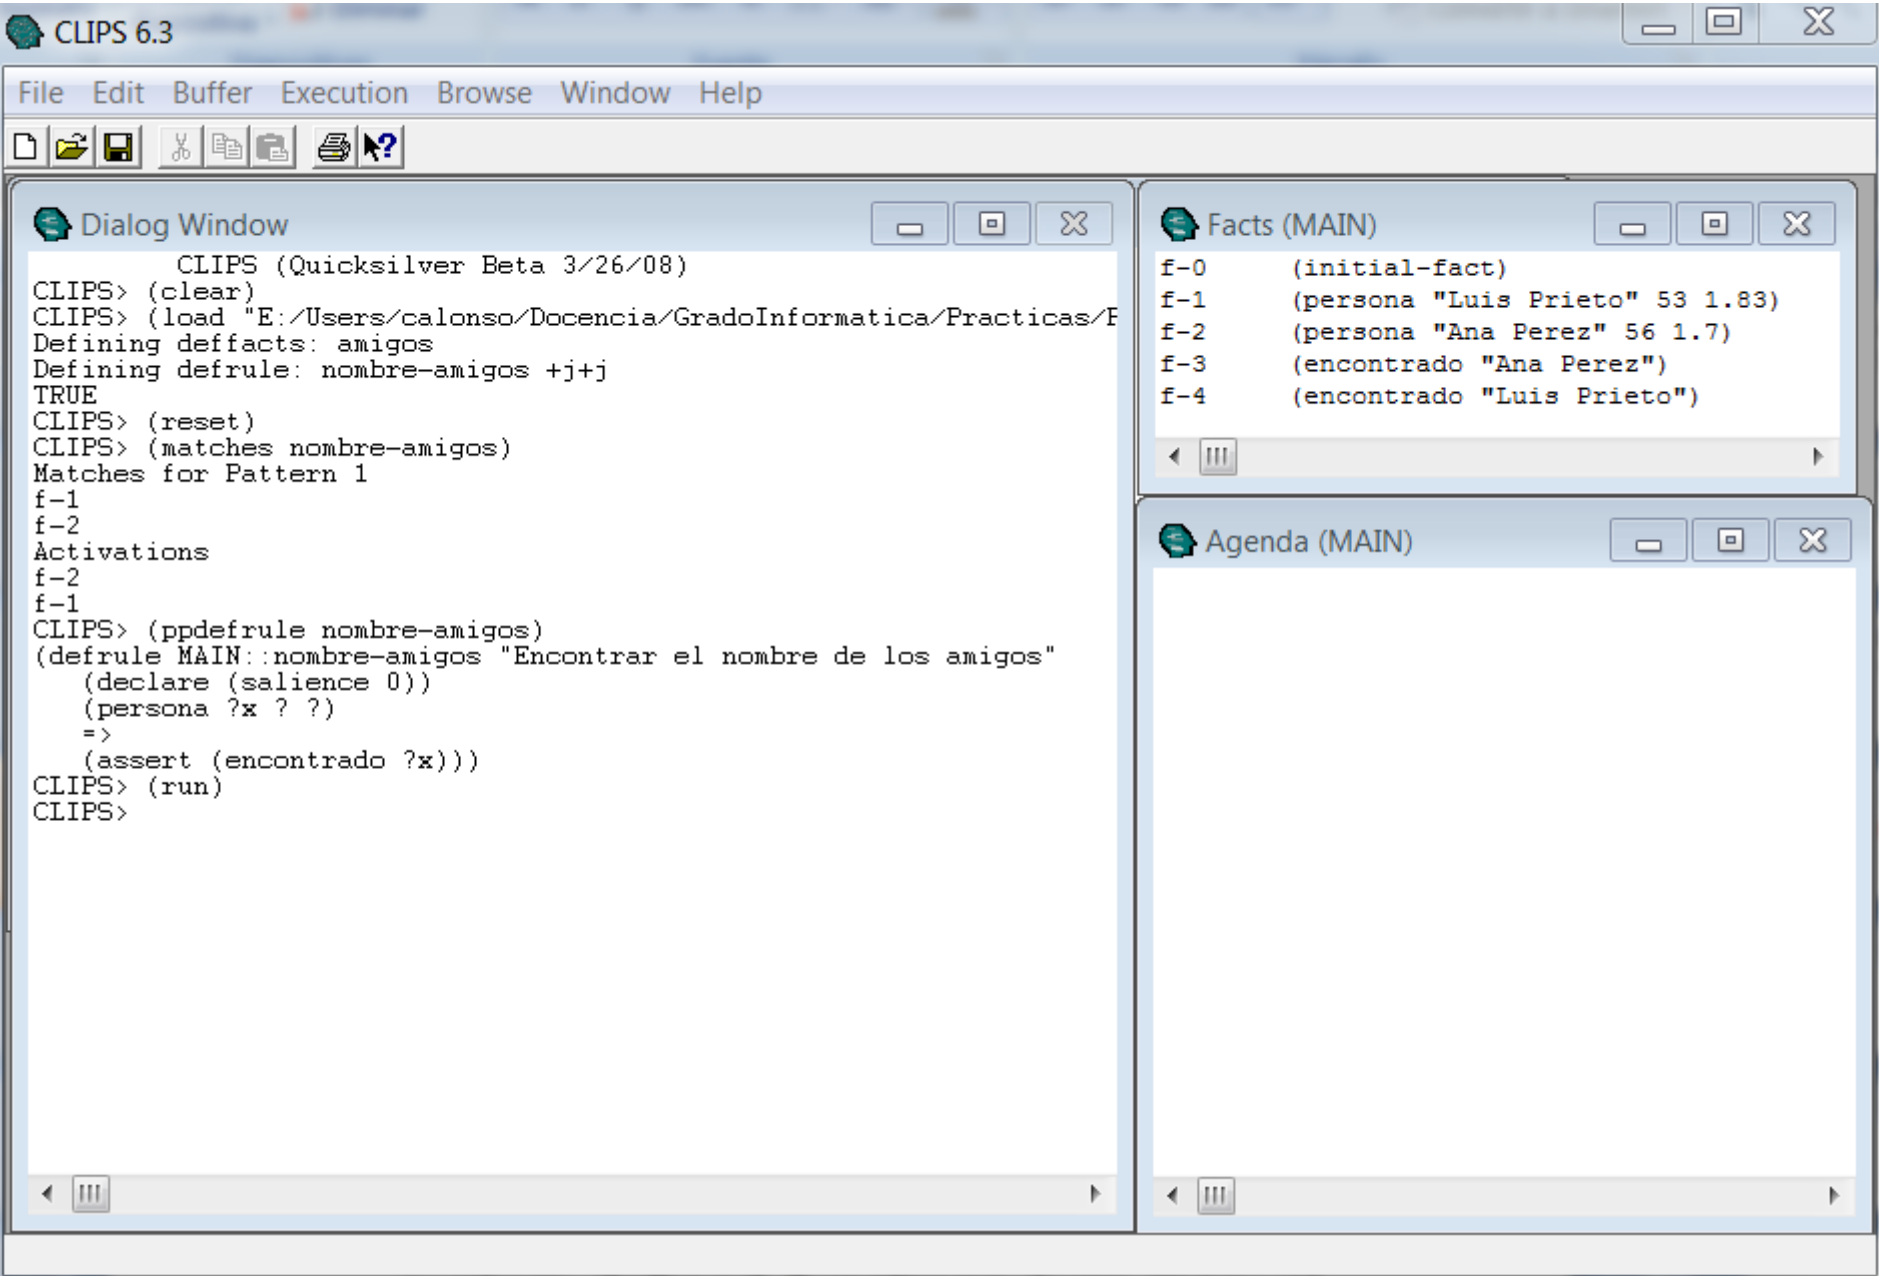 CLIPS 6.3
File Edit Buffer Execution Browse Window Help
Dialog Window
CLIPS (Quicksilver Beta 3/26/08)
CLIPS> (clear)
CLIPS> (load "E:/Users/calonso/Docencia/GradoInformatica/Practicas/
Defining deffacts: amigos
Defining defrule: nombre-amigos +j+j
TRUE
CLIPS> (reset)
CLIPS> (matches nombre-amigos)
Matches for Pattern 1
f-1
f-2
Activations
f-2
f-1
CLIPS> (ppdefrule nombre-amigos)
(defrule MAIN::nombre-amigos "Encontrar el nombre de los amigos"
(declare (salience 0))
(persona ?x ? ?)
=>
(assert (encontrado ?x)))
CLIPS> (run)
CLIPS>
Facts (MAIN)
f-0 (initial-fact)
f-1 (persona "Luis Prieto" 53 1.83)
f-2 (persona "Ana Perez" 56 1.7)
f-3 (encontrado "Ana Perez")
f-4 (encontrado "Luis Prieto")
Agenda (MAIN)